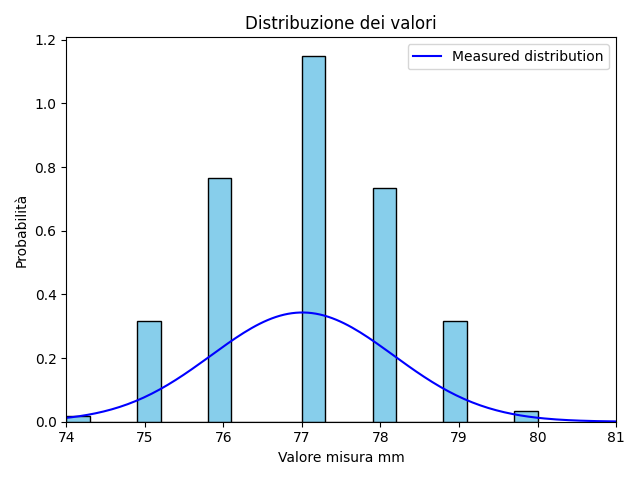 Distribuzione dei valori
Measured distribution
Probabilità
1.2
1.0
0.8
0.6
0.4
0.2
0.0
74 75 76 77 78 79 80 81
Valore misura mm